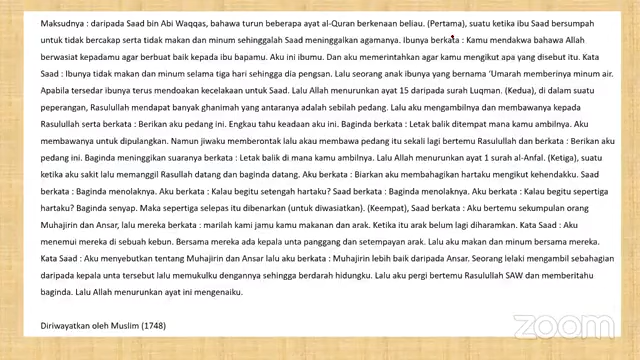 Maksudnya : daripada Saad bin Abi Waqqas, bahawa turun beberapa ayat al-Quran berkenaan beliau. (Pertama), suatu ketika ibu Saad bersumpah
untuk tidak bercakap serta tidak makan dan minum sehinggalah Saad meninggalkan agamanya. Ibunya berkata : Kamu mendakwa bahawa Allah
berwasiat kepadamu agar berbuat baik kepada ibu bapamu. Aku ini ibumu. Dan aku memerintahkan agar kamu mengikut apa yang disebut itu. Kata
Saad : Ibunya tidak makan dan minum selama tiga hari sehingga dia pengsan. Lalu seorang anak ibunya yang bernama 'Umarah memberinya minum air.
Apabila tersedar ibunya terus mendoakan kecelakaan untuk Saad. Lalu Allah menurunkan ayat 15 daripada surah Luqman. (Kedua), di dalam suatu
peperangan, Rasulullah mendapat banyak ghanimah yang antaranya adalah sebilah pedang. Lalu aku mengambilnya dan membawanya kepada
Rasulullah serta berkata : Berikan aku pedang ini. Engkau tahu keadaan aku ini. Baginda berkata : Letak balik ditempat mana kamu ambilnya. Aku
membawanya untuk dipulangkan. Namun jiwaku memberontak lalu akau membawa pedang itu sekali lagi bertemu Rasulullah dan berkata : Berikan aku
pedang ini. Baginda meninggikan suaranya berkata : Letak balik di mana kamu ambilnya. Lalu Allah menurunkan ayat 1 surah al-Anfal. (Ketiga), suatu
ketika aku sakit lalu memanggil Rasulullah datang dan baginda datang. Aku berkata : Biarkan aku membahagikan hartaku mengikut kehendakku. Saad
berkata : Baginda menolaknya. Aku berkata : Kalau begitu setengah hartaku? Saad berkata : Baginda menolaknya. Aku berkata : Kalau begitu sepertiga
hartaku? Baginda senyap. Maka sepertiga selepas itu dibenarkan (untuk diwasiatkan). (Keempat), Saad berkata : Aku bertemu sekumpulan orang
Muhajirin dan Ansar, lalu mereka berkata : marilah kami jamu kamu makanan dan arak. Ketika itu arak belum lagi diharamkan. Kata Saad : Aku
menemui mereka di sebuah kebun. Bersama mereka ada kepala unta panggang dan setempayan arak. Lalu aku makan dan minum bersama mereka.
Kata Saad : Aku menyebutkan tentang Muhajirin dan Ansar lalu aku berkata : Muhajirin lebih baik daripada Ansar. Seorang lelaki mengambil sebahagian
daripada kepala unta tersebut lalu memukulku dengannya sehingga berdarah hidungku. Lalu aku pergi bertemu Rasulullah SAW dan memberitahu
baginda. Lalu Allah menurunkan ayat ini mengenaiku.
Diriwayatkan oleh Muslim (1748)
zoom